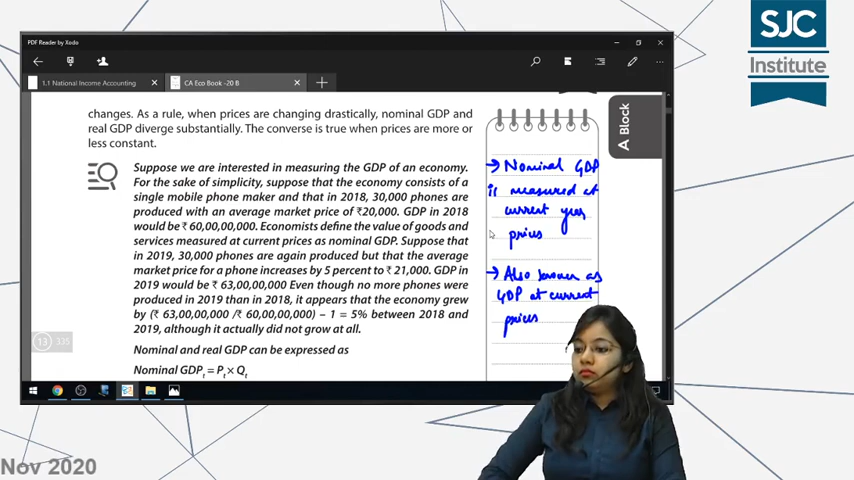 SJC
Institute
PDF Reader by Xodo
1.1 National Income Accounting
CA Eco Book -20 B
changes. As a rule, when prices are changing drastically, nominal GDP and
real GDP diverge substantially. The converse is true when prices are more or
less constant.
Suppose we are interested in measuring the GDP of an economy.
For the sake of simplicity, suppose that the economy consists of a
single mobile phone maker and that in 2018, 30,000 phones are
produced with an average market price of ₹20,000. GDP in 2018
would be ₹ 60,00,00,000. Economists define the value of goods and
services measured at current prices as nominal GDP. Suppose that
in 2019, 30,000 phones are again produced but that the average
market price for a phone increases by 5 percent to ₹ 21,000. GDP in
2019 would be ₹ 63,00,00,000 Even though no more phones were
produced in 2019 than in 2018, it appears that the economy grew
by (₹ 63,00,00,000 /₹ 60,00,00,000) – 1 = 5% between 2018 and
2019, although it actually did not grow at all.
Nominal and real GDP can be expressed as
Nominal GDPt = Pt × Qt
13 335
→ Nominal GDP
is measured at
current year
prices
→ Also known as
GDP at current
prices
A Block
Nov 2020